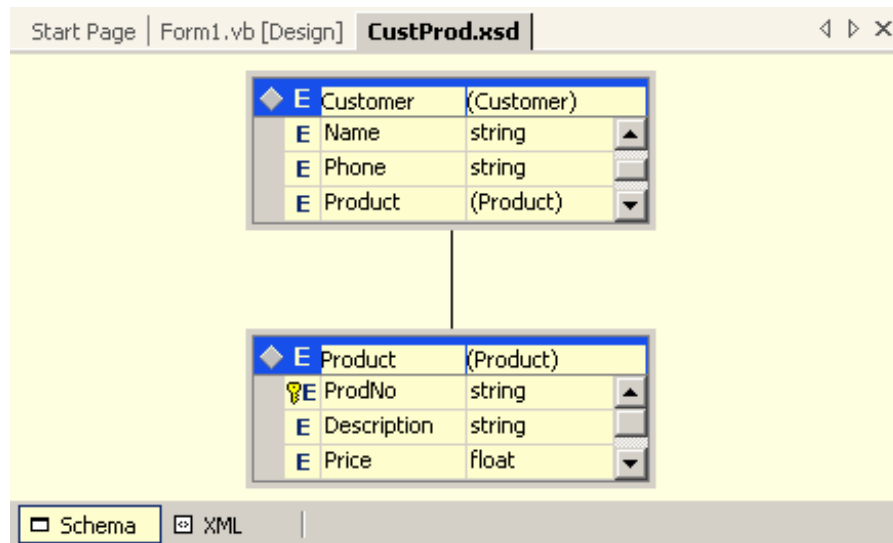 Start Page Form1.vb [Design] CustProd.xsd
E Customer (Customer)
E Name string
E Phone string
E Product (Product)
E Product (Product)
E ProdNo string
E Description string
E Price float
Schema XML